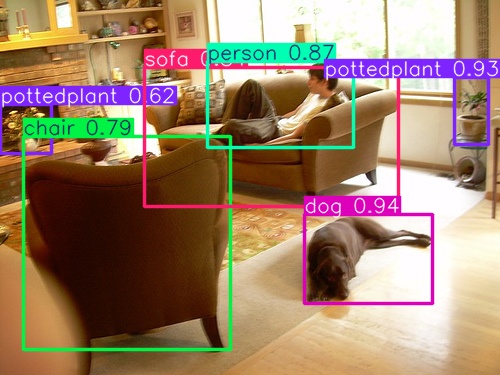 sofa
person 0.87
pottedplant 0.93
pottedplant 0.62
chair 0.79
dog 0.94